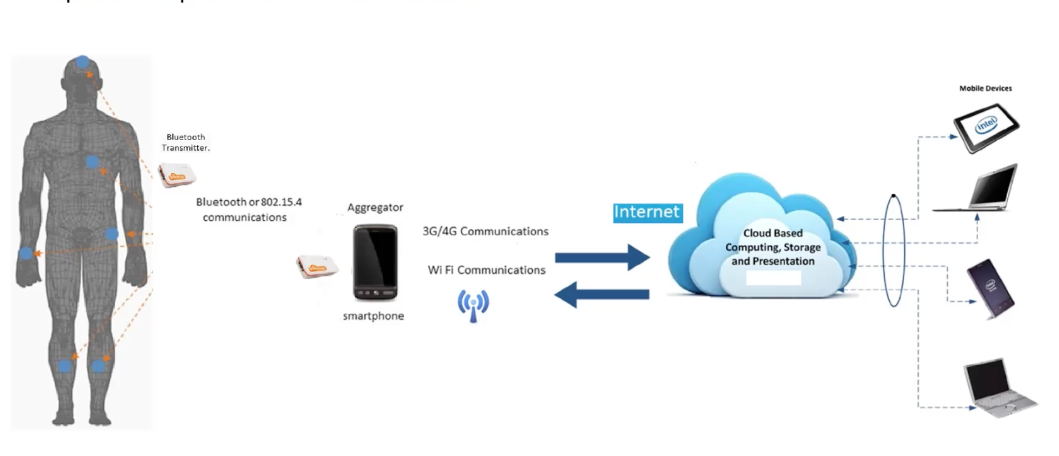 Mobile Devices
intel
Bluetooth
Transmitter.
Bluetooth or 802.15.4
communications
Aggregator
smartphone
3G/4G Communications
Wi Fi Communications
Internet
Cloud Based
Computing, Storage
and Presentation